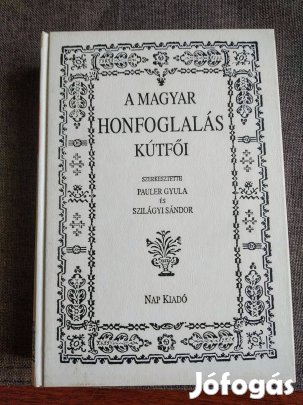 A MAGYAR
HONFOGLALÁS
KÚTFŐI
SZERKESZTETTE
PAULER GYULA
ÉS
SZILÁGYI SÁNDOR
NAP KIADÓ
Jófogás